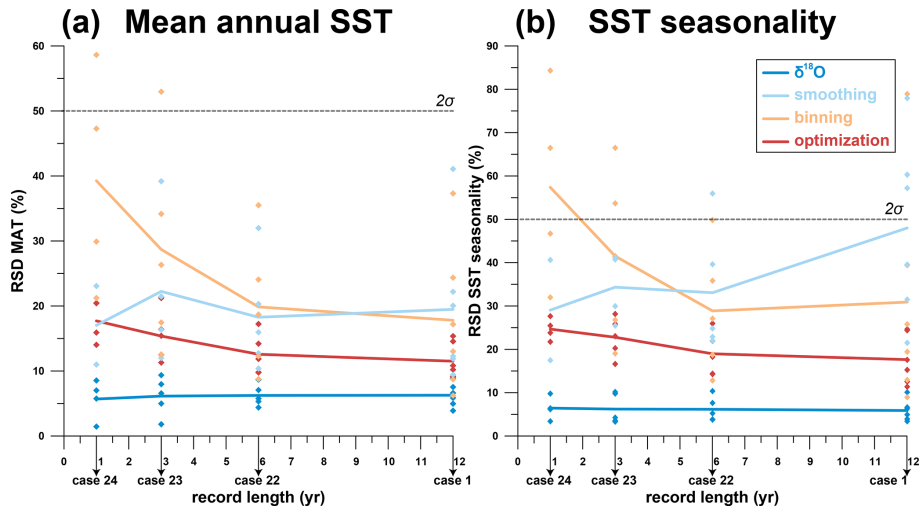 (a) Mean annual SST
60
50
40
30
20
10
0
RSD MAT (%)
2σ
0 1 2 3 4 5 6 7 8 9 10 11 12
case 24 case 23 case 22 case 1
record length (yr)
(b) SST seasonality
90
80
70
60
50
40
30
20
10
0
RSD SST seasonality (%)
δ¹⁸O
smoothing
binning
optimization
2σ
0 1 2 3 4 5 6 7 8 9 10 11 12
case 24 case 23 case 22 case 1
record length (yr)